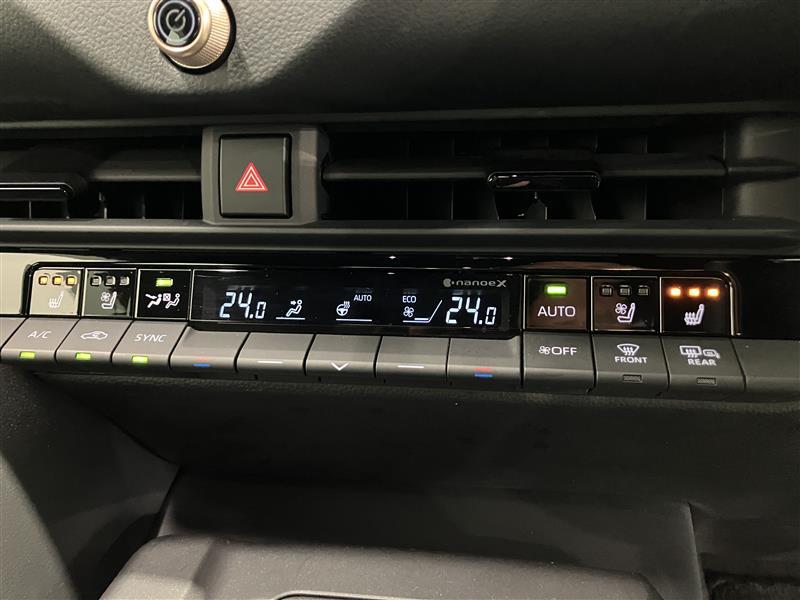 nanoeX
24.0 AUTO ECO 24.0
AUTO
A/C SYNC OFF FRONT REAR